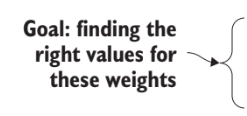 Goal: finding the
right values for
these weights